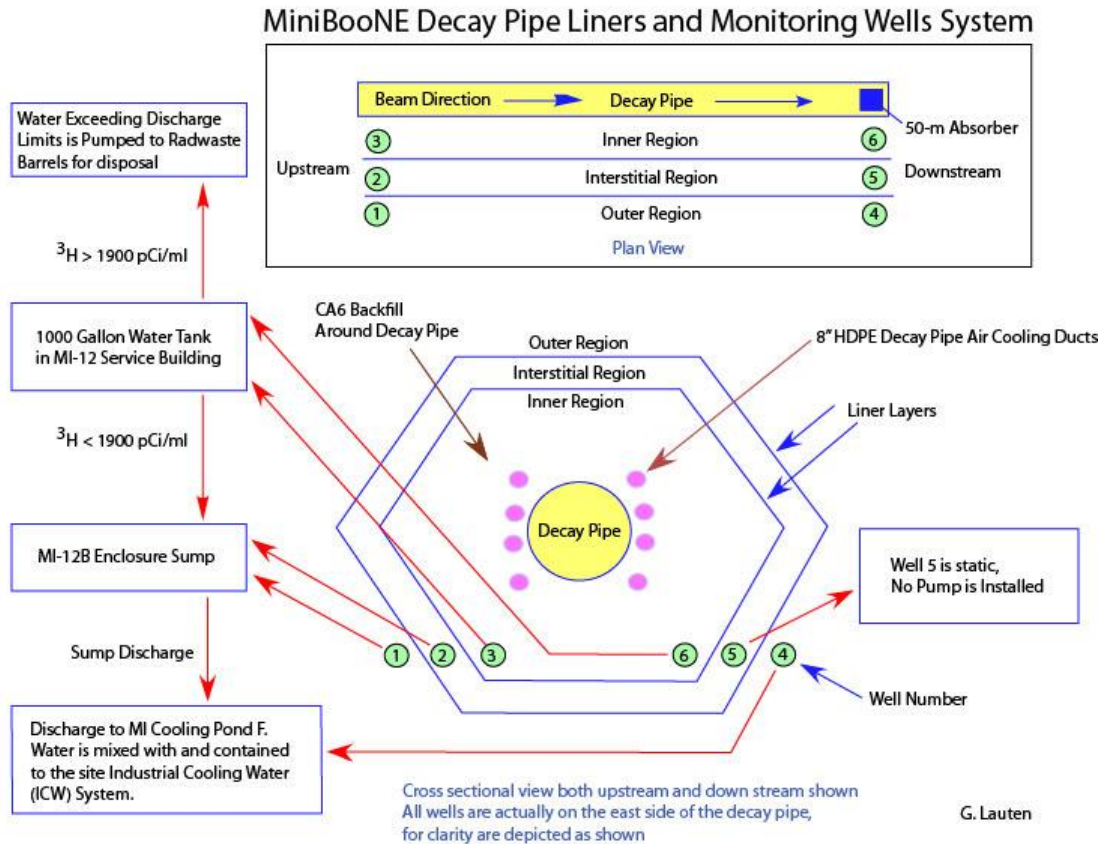 MiniBooNE Decay Pipe Liners and Monitoring Wells System
Beam Direction
Decay Pipe
50-m Absorber
Upstream
3
Inner Region
6
2
Interstitial Region
5
Downstream
1
Outer Region
4
Plan View
Water Exceeding Discharge
Limits is Pumped to Radwaste
Barrels for disposal
³H > 1900 pCi/ml
1000 Gallon Water Tank
in MI-12 Service Building
³H < 1900 pCi/ml
MI-12B Enclosure Sump
Sump Discharge
Discharge to MI Cooling Pond F.
Water is mixed with and contained
to the site Industrial Cooling Water
(ICW) System.
CA6 Backfill
Around Decay Pipe
Outer Region
Interstitial Region
Inner Region
8" HDPE Decay Pipe Air Cooling Ducts
Liner Layers
Decay Pipe
Well 5 is static,
No Pump is Installed
1
2
3
6
5
4
Well Number
Cross sectional view both upstream and down stream shown
All wells are actually on the east side of the decay pipe,
for clarity are depicted as shown
G. Lauten